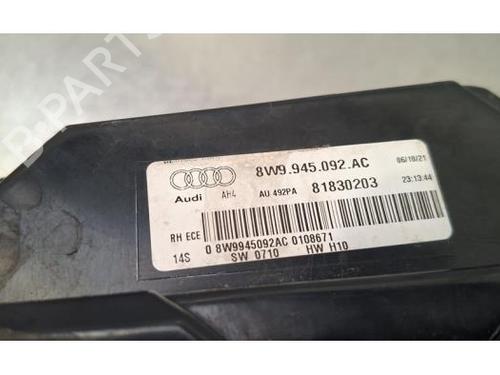 B-PARTS
8W9.945.092.AC 06/10/21
Audi AH4 AU 492PA 81830203 23:13:44
RH ECE
0 8W9945092AC 0108671
14S SW 0710 HW H10